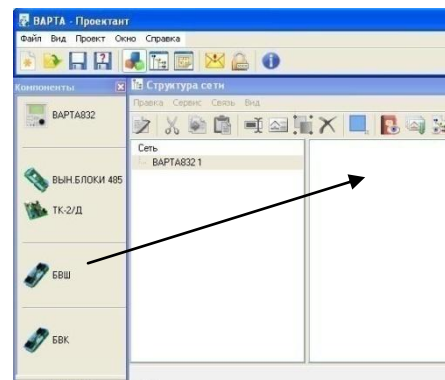 ВАРТА - Проектант
Файл Вид Проект Окно Справка
Компоненты
Структура сети
Правка Сервис Связь Вид
ВАРТА832
ВЫН.БЛОКИ 485
ТК-2/Д
БВШ
БВК
Сеть
ВАРТА832 1